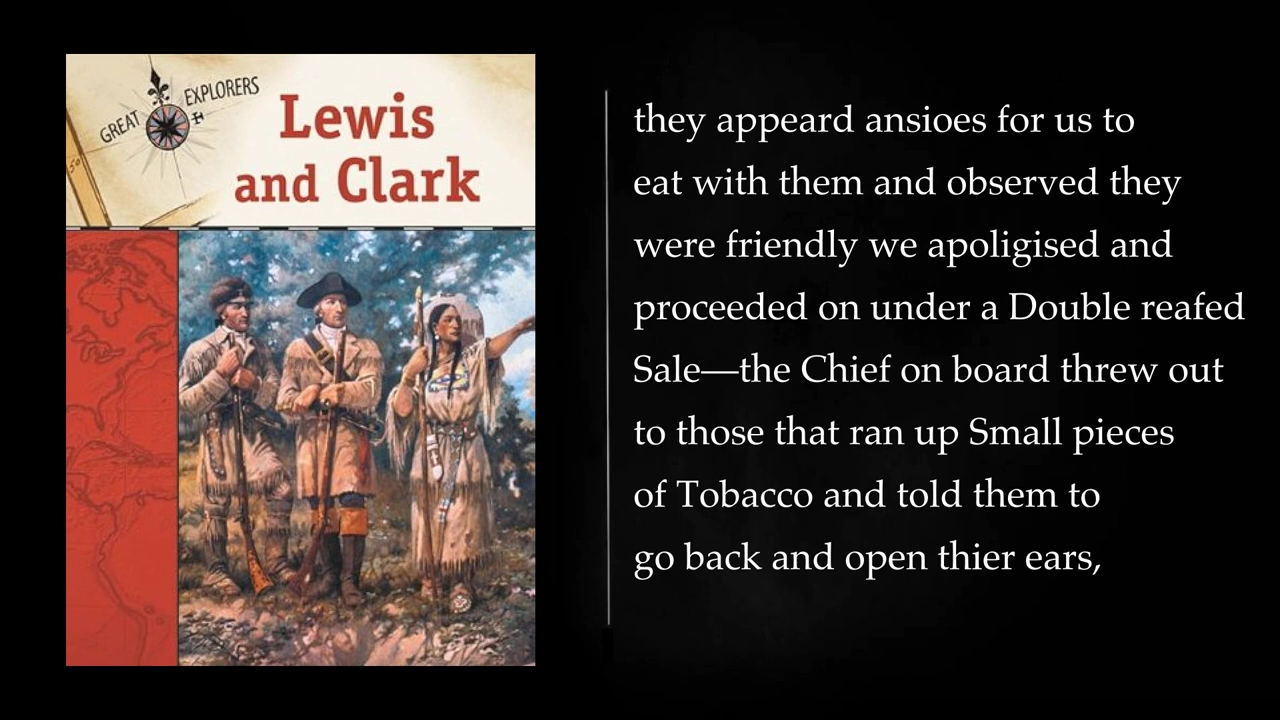 GREAT EXPLORERS
Lewis
and Clark
50
they appeard ansioes for us to
eat with them and observed they
were friendly we apoligised and
proceeded on under a Double reafed
Sale—the Chief on board threw out
to those that ran up Small pieces
of Tobacco and told them to
go back and open thier ears,